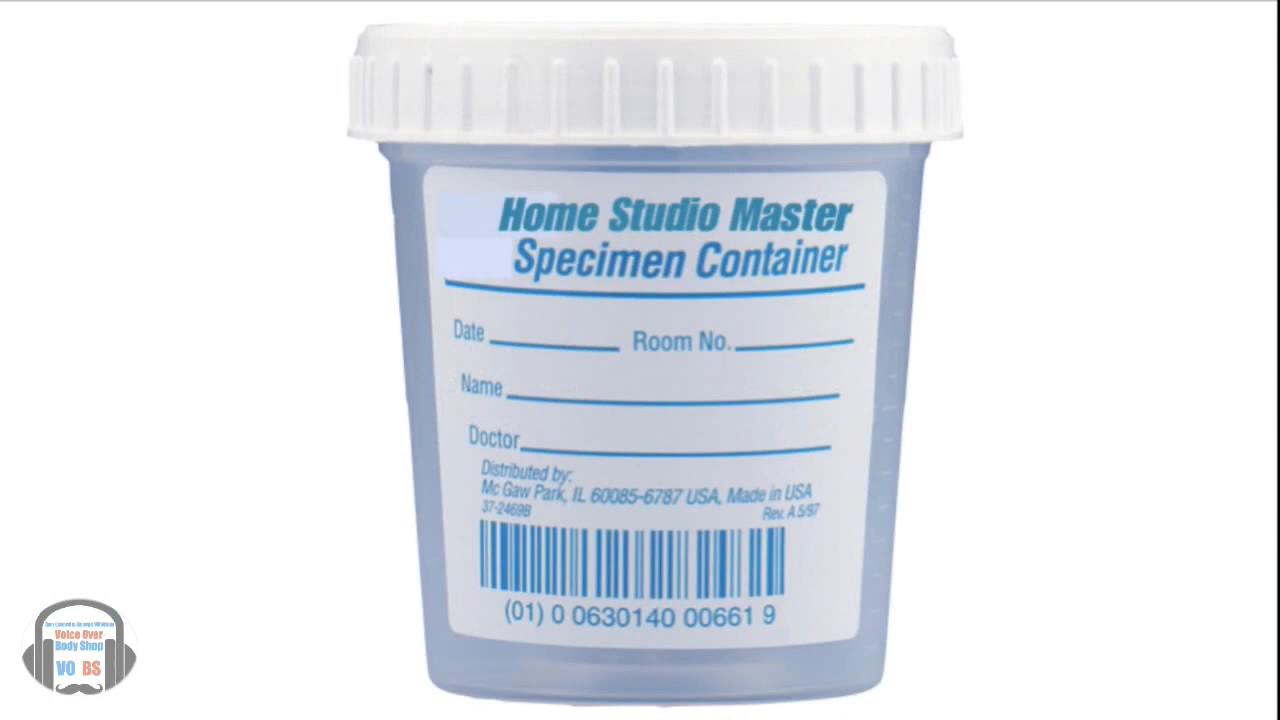 Home Studio Master
Specimen Container
Date Room No.
Name
Doctor
Distributed by:
Mc Gaw Park, IL 60085-6787 USA, Made in USA
37-2469B Rev. A 5/97
(01) 0 0630140 00661 9
Voice Over
Body Shop
VO BS